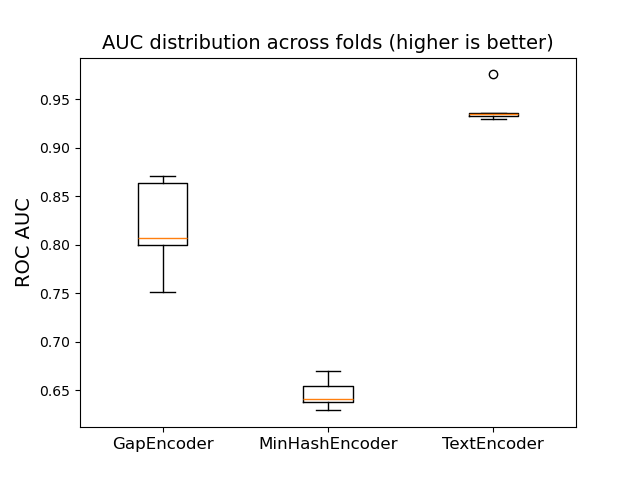 AUC distribution across folds (higher is better)
ROC AUC
0.95
0.90
0.85
0.80
0.75
0.70
0.65
GapEncoder
MinHashEncoder
TextEncoder